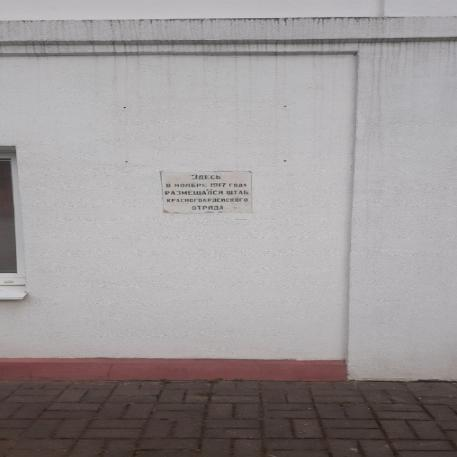 ЗДЕСЬ
В НОЯБРЕ 1917 ГОДА
РАЗМЕЩАЛСЯ ШТАБ
КРАСНОГВАРДЕЙСКОГО
ОТРЯДА